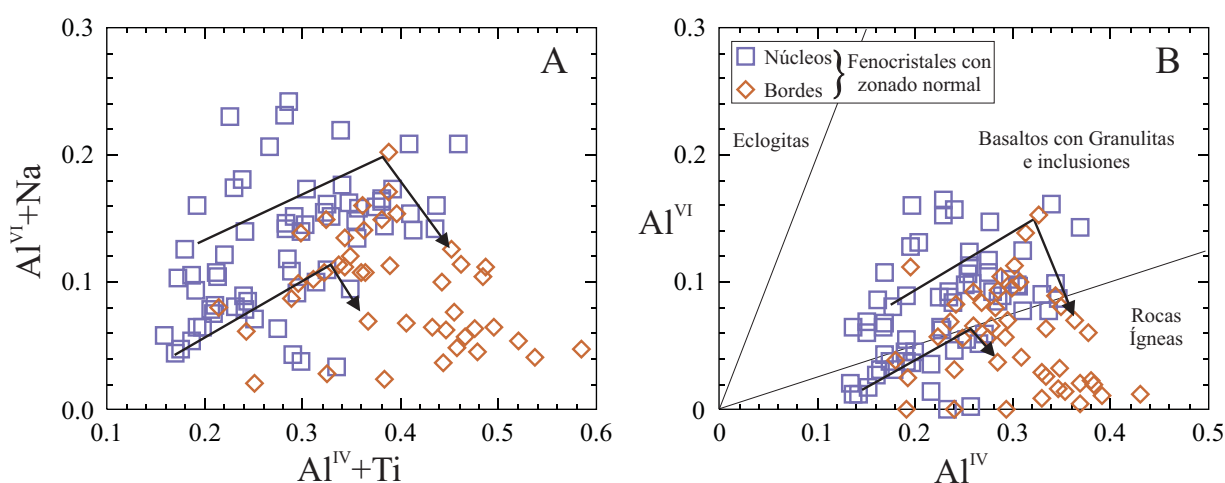 A
0.3
0.2
0.1
0.0
Al^VI+Na
0.1 0.2 0.3 0.4 0.5 0.6
Al^IV+Ti
B
Núcleos
Bordes
Fenocristales con
zonado normal
Eclogitas
Basaltos con Granulitas
e inclusiones
Rocas
Ígneas
0.3
0.2
0.1
0.0
Al^VI
0 0.1 0.2 0.3 0.4 0.5
Al^IV